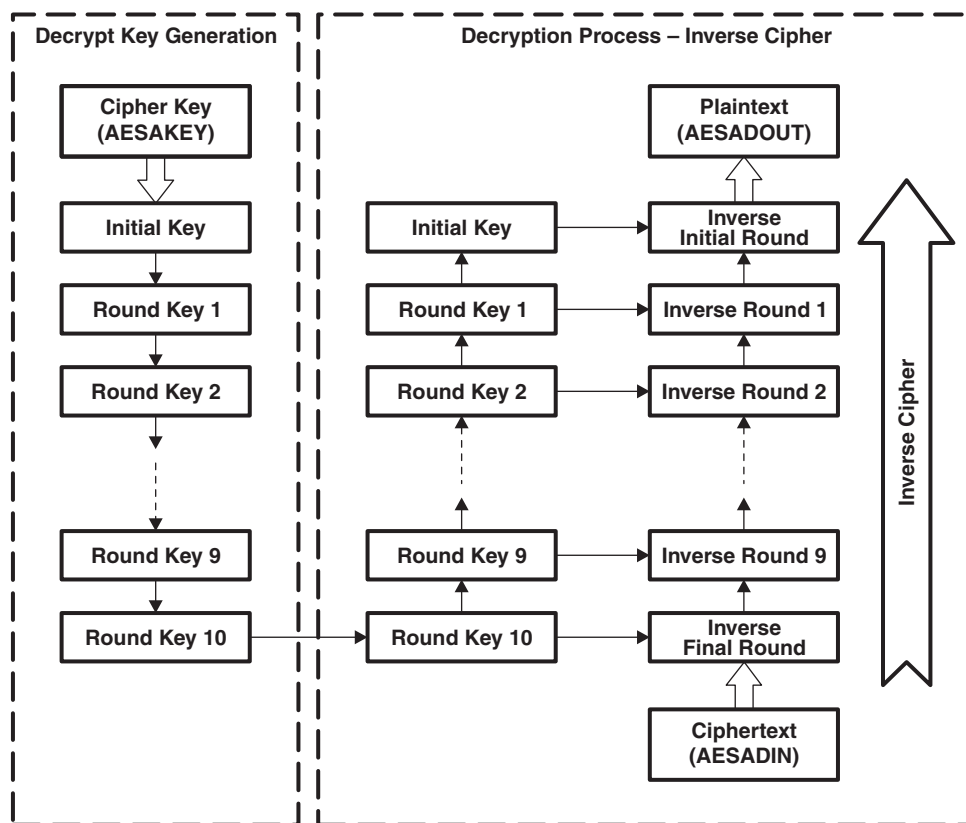 Decrypt Key Generation
Cipher Key
(AESAKEY)
Initial Key
Round Key 1
Round Key 2
Round Key 9
Round Key 10
Decryption Process – Inverse Cipher
Plaintext
(AESADOUT)
Initial Key
Inverse
Initial Round
Round Key 1
Inverse Round 1
Round Key 2
Inverse Round 2
Round Key 9
Inverse Round 9
Round Key 10
Inverse
Final Round
Ciphertext
(AESADIN)
Inverse Cipher